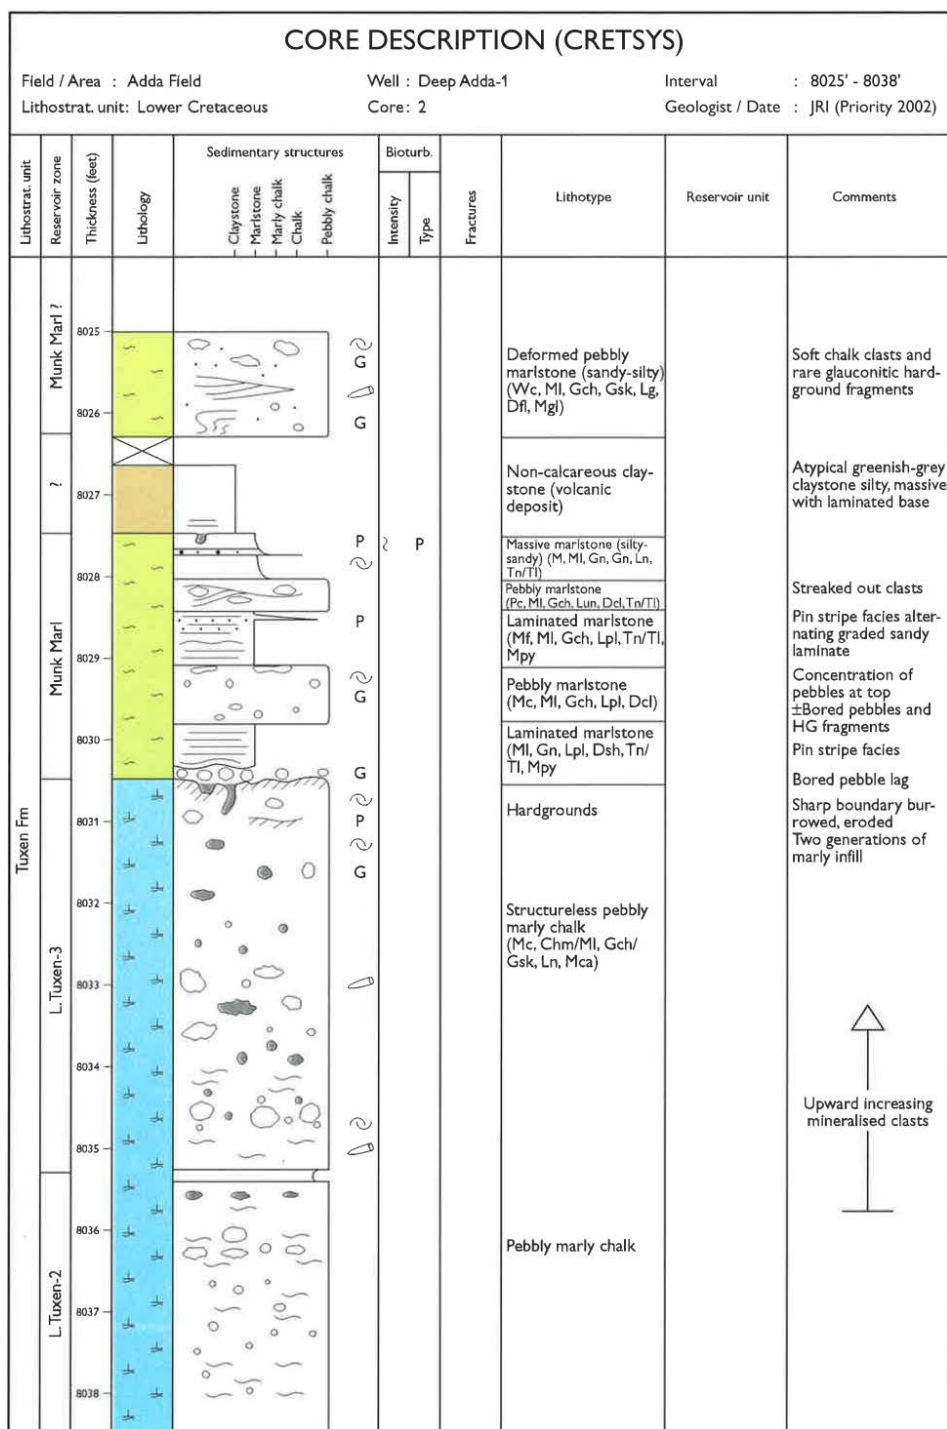 CORE DESCRIPTION (CRETSYS)
Field / Area : Adda Field
Well : Deep Adda-1
Interval : 8025' - 8038'
Lithostrat. unit: Lower Cretaceous
Core: 2
Geologist / Date : JRI (Priority 2002)
Lithostrat. unit
Reservoir zone
Thickness (feet)
Lithology
Sedimentary structures
Claystone
Marlstone
Marly chalk
Chalk
Pebbly chalk
Bioturb.
Intensity
Type
Fractures
Lithotype
Reservoir unit
Comments
Tuxen Fm
Munk Marl ?
?
Munk Marl
L.Tuxen-3
L.Tuxen-2
8025
8026
8027
8028
8029
8030
8031
8032
8033
8034
8035
8036
8037
8038
G
G
P
P
P
G
G
P
G
Deformed pebbly
marlstone (sandy-silty)
(Wc, Ml, Gch, Gsk, Lg,
Dfl, Mgl)
Non-calcareous clay-
stone (volcanic
deposit)
Massive marlstone (silty-
sandy) (M, Ml, Gn, Gn, Ln,
Tn/Tl)
Pebbly marlstone
(Pc, Ml, Gch, Lun, Dcl, Tn/Tl)
Laminated marlstone
(Mf, Ml, Gch, Lpl, Tn/Tl,
Mpy
Pebbly marlstone
(Mc, Ml, Gch, Lpl, Dcl)
Laminated marlstone
(Ml, Gn, Lpl, Dsh, Tn/
Tl, Mpy
Hardgrounds
Structureless pebbly
marly chalk
(Mc, Chm/Ml, Gch/
Gsk, Ln, Mca)
Pebbly marly chalk
Soft chalk clasts and
rare glauconitic hard-
ground fragments
Atypical greenish-grey
claystone silty, massive
with laminated base
Streaked out clasts
Pin stripe facies alter-
nating graded sandy
laminate
Concentration of
pebbles at top
±Bored pebbles and
HG fragments
Pin stripe facies
Bored pebble lag
Sharp boundary bur-
rowed, eroded
Two generations of
marly infill
Upward increasing
mineralised clasts